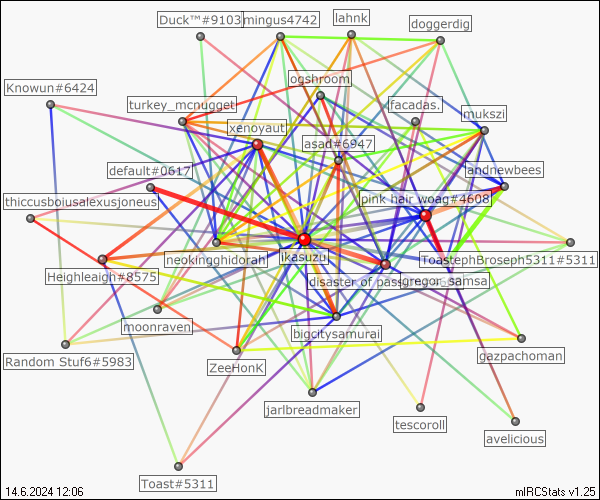 Duck™#9103
mingus4742
lahnk
doggerdig
ogshroom
Knowun#6424
turkey_mcnugget
facadas.
mukszi
xenoyaut
asad#6947
default#0617
andnewbees
thiccusboiusalexusjoneus
pink hair woag#4608
neokingghidorah
ikasuzu
ToastephBroseph5311#5311
Heighleaigh#8575
disaster of pas
gregor_samsa
moonraven
bigcitysamurai
Random Stuf6#5983
ZeeHonK
gazpachoman
jarlbreadmaker
tescoroll
avelicious
Toast#5311
14.6.2024 12:06
mIRCStats v1.25